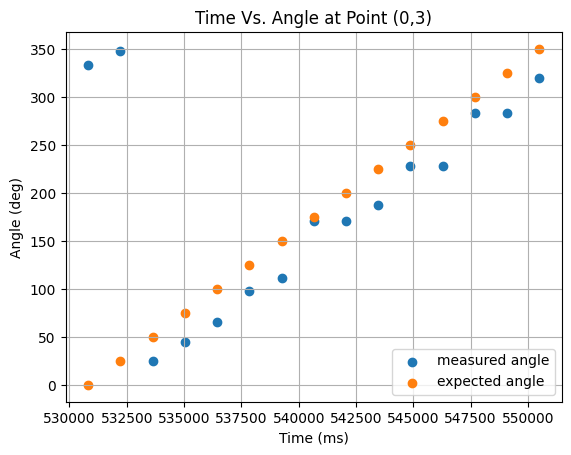 Time Vs. Angle at Point (0,3)
Angle (deg)
350
300
250
200
150
100
50
0
measured angle
expected angle
530000 532500 535000 537500 540000 542500 545000 547500 550000
Time (ms)